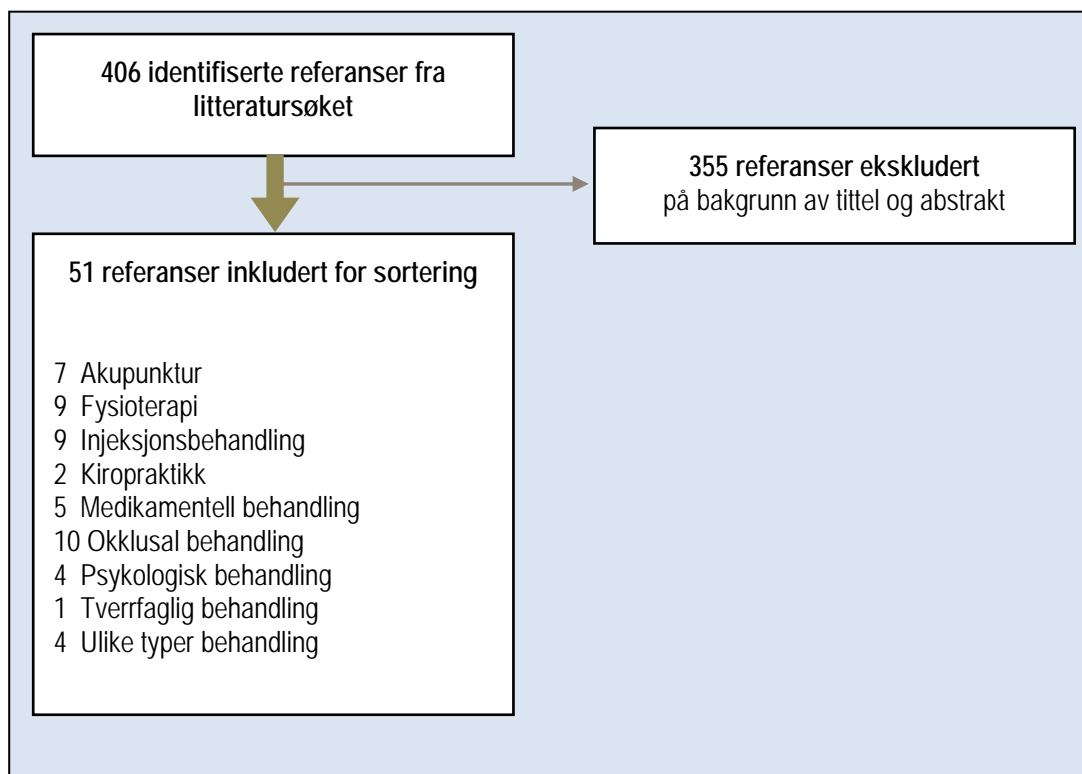 406 identifiserte referanser fra
litteratursøket
355 referanser ekskludert
på bakgrunn av tittel og abstrakt
51 referanser inkludert for sortering
7 Akupunktur
9 Fysioterapi
9 Injeksjonsbehandling
2 Kiropraktikk
5 Medikamentell behandling
10 Okklusal behandling
4 Psykologisk behandling
1 Tverrfaglig behandling
4 Ulike typer behandling